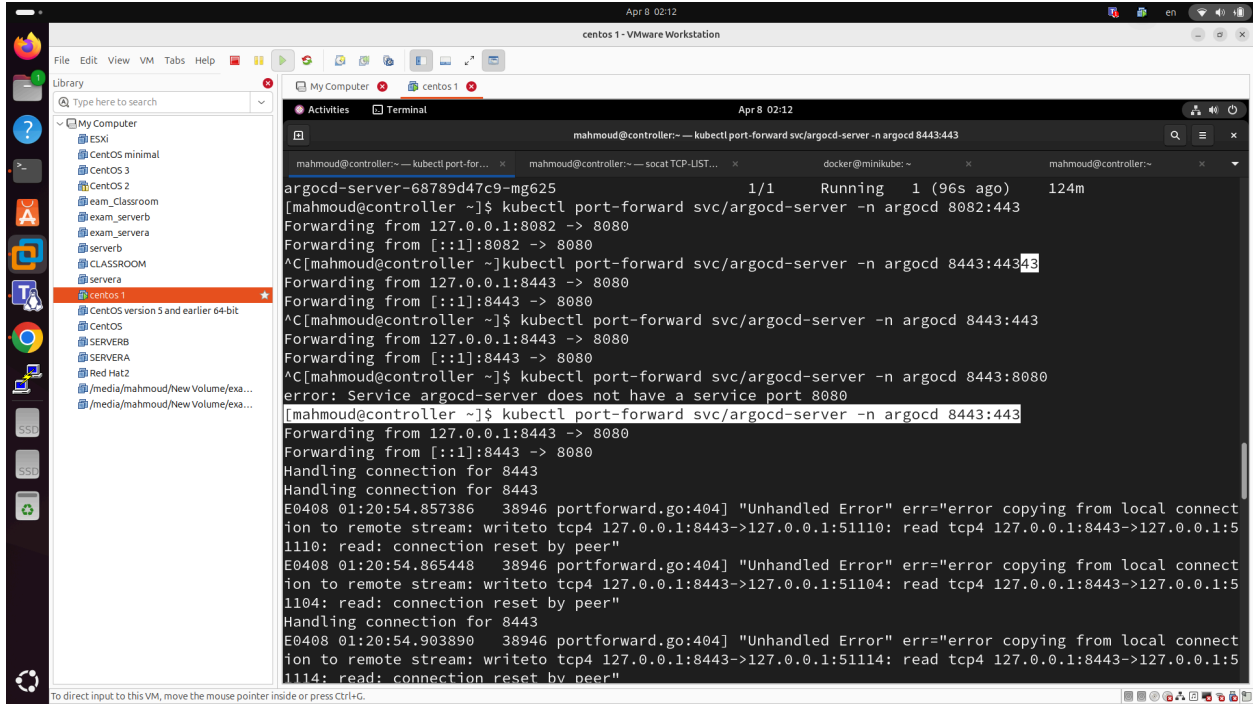 Apr 8 02:12
en
centos 1 - VMware Workstation
File Edit View VM Tabs Help
Library
Type here to search
My Computer
ESXi
CentOS minimal
CentOS 3
CentOS 2
eam_Classroom
exam_serverb
exam_servera
serverb
CLASSROOM
servera
centos 1
CentOS version 5 and earlier 64-bit
CentOS
SERVERB
SERVERA
Red Hat2
/media/mahmoud/New Volume/exa...
/media/mahmoud/New Volume/exa...
My Computer
centos 1
Activities
Terminal
Apr 8 02:12
mahmoud@controller:~ — kubectl port-forward svc/argocd-server -n argocd 8443:443
mahmoud@controller:~ — kubectl port-for... ×
mahmoud@controller:~ — socat TCP-LIST... ×
docker@minikube: ~ ×
mahmoud@controller:~ ×
argocd-server-68789d47c9-mg625 1/1 Running 1 (96s ago) 124m
[mahmoud@controller ~]$ kubectl port-forward svc/argocd-server -n argocd 8082:443
Forwarding from 127.0.0.1:8082 -> 8080
Forwarding from [::1]:8082 -> 8080
^C[mahmoud@controller ~]kubectl port-forward svc/argocd-server -n argocd 8443:44343
Forwarding from 127.0.0.1:8443 -> 8080
Forwarding from [::1]:8443 -> 8080
^C[mahmoud@controller ~]$ kubectl port-forward svc/argocd-server -n argocd 8443:443
Forwarding from 127.0.0.1:8443 -> 8080
Forwarding from [::1]:8443 -> 8080
^C[mahmoud@controller ~]$ kubectl port-forward svc/argocd-server -n argocd 8443:8080
error: Service argocd-server does not have a service port 8080
[mahmoud@controller ~]$ kubectl port-forward svc/argocd-server -n argocd 8443:443
Forwarding from 127.0.0.1:8443 -> 8080
Forwarding from [::1]:8443 -> 8080
Handling connection for 8443
Handling connection for 8443
E0408 01:20:54.857386 38946 portforward.go:404] "Unhandled Error" err="error copying from local connect
ion to remote stream: writeto tcp4 127.0.0.1:8443->127.0.0.1:51110: read tcp4 127.0.0.1:8443->127.0.0.1:5
1110: read: connection reset by peer"
E0408 01:20:54.865448 38946 portforward.go:404] "Unhandled Error" err="error copying from local connect
ion to remote stream: writeto tcp4 127.0.0.1:8443->127.0.0.1:51104: read tcp4 127.0.0.1:8443->127.0.0.1:5
1104: read: connection reset by peer"
Handling connection for 8443
E0408 01:20:54.903890 38946 portforward.go:404] "Unhandled Error" err="error copying from local connect
ion to remote stream: writeto tcp4 127.0.0.1:8443->127.0.0.1:51114: read tcp4 127.0.0.1:8443->127.0.0.1:5
1114: read: connection reset by peer"
To direct input to this VM, move the mouse pointer inside or press Ctrl+G.
1
SSD
SSD